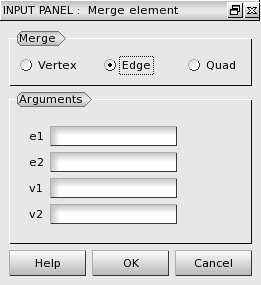 INPUT PANEL : Merge element
Merge
Vertex Edge Quad
Arguments
e1
e2
v1
v2
Help OK Cancel